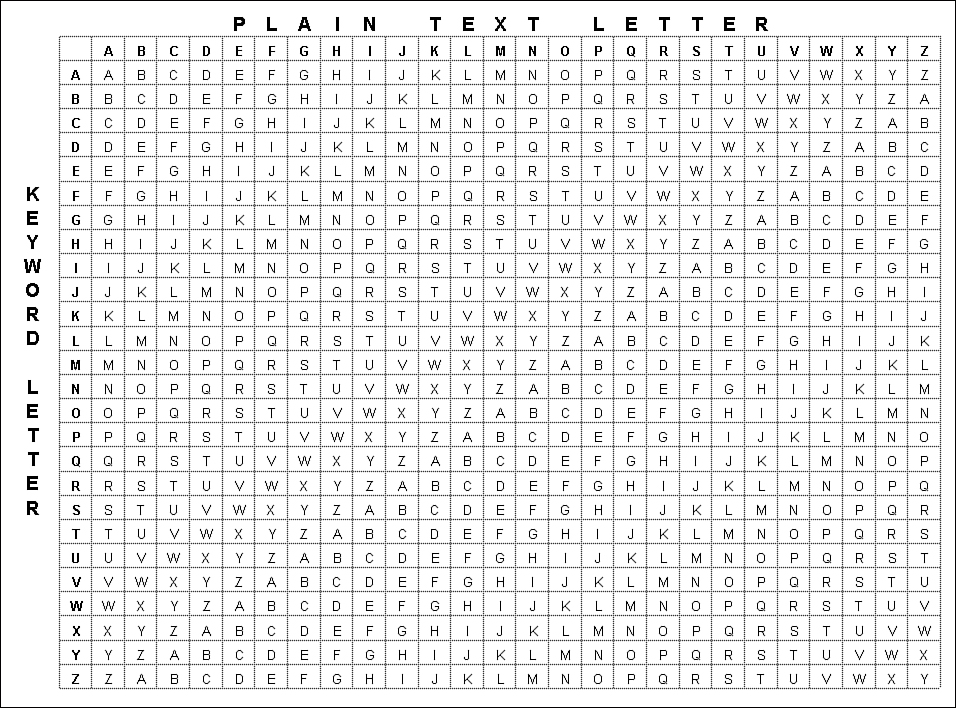 PLAIN TEXT LETTER
A B C D E F G H I J K L M N O P Q R S T U V W X Y Z
A A B C D E F G H I J K L M N O P Q R S T U V W X Y Z
B B C D E F G H I J K L M N O P Q R S T U V W X Y Z A
C C D E F G H I J K L M N O P Q R S T U V W X Y Z A B
D D E F G H I J K L M N O P Q R S T U V W X Y Z A B C
E E F G H I J K L M N O P Q R S T U V W X Y Z A B C D
F F G H I J K L M N O P Q R S T U V W X Y Z A B C D E
G G H I J K L M N O P Q R S T U V W X Y Z A B C D E F
H H I J K L M N O P Q R S T U V W X Y Z A B C D E F G
I I J K L M N O P Q R S T U V W X Y Z A B C D E F G H
J J K L M N O P Q R S T U V W X Y Z A B C D E F G H I
K K L M N O P Q R S T U V W X Y Z A B C D E F G H I J
L L M N O P Q R S T U V W X Y Z A B C D E F G H I J K
M M N O P Q R S T U V W X Y Z A B C D E F G H I J K L
N N O P Q R S T U V W X Y Z A B C D E F G H I J K L M
O O P Q R S T U V W X Y Z A B C D E F G H I J K L M N
P P Q R S T U V W X Y Z A B C D E F G H I J K L M N O
Q Q R S T U V W X Y Z A B C D E F G H I J K L M N O P
R R S T U V W X Y Z A B C D E F G H I J K L M N O P Q
S S T U V W X Y Z A B C D E F G H I J K L M N O P Q R
T T U V W X Y Z A B C D E F G H I J K L M N O P Q R S
U U V W X Y Z A B C D E F G H I J K L M N O P Q R S T
V V W X Y Z A B C D E F G H I J K L M N O P Q R S T U
W W X Y Z A B C D E F G H I J K L M N O P Q R S T U V
X X Y Z A B C D E F G H I J K L M N O P Q R S T U V W
Y Y Z A B C D E F G H I J K L M N O P Q R S T U V W X
Z Z A B C D E F G H I J K L M N O P Q R S T U V W X Y
KEYWORD LETTER